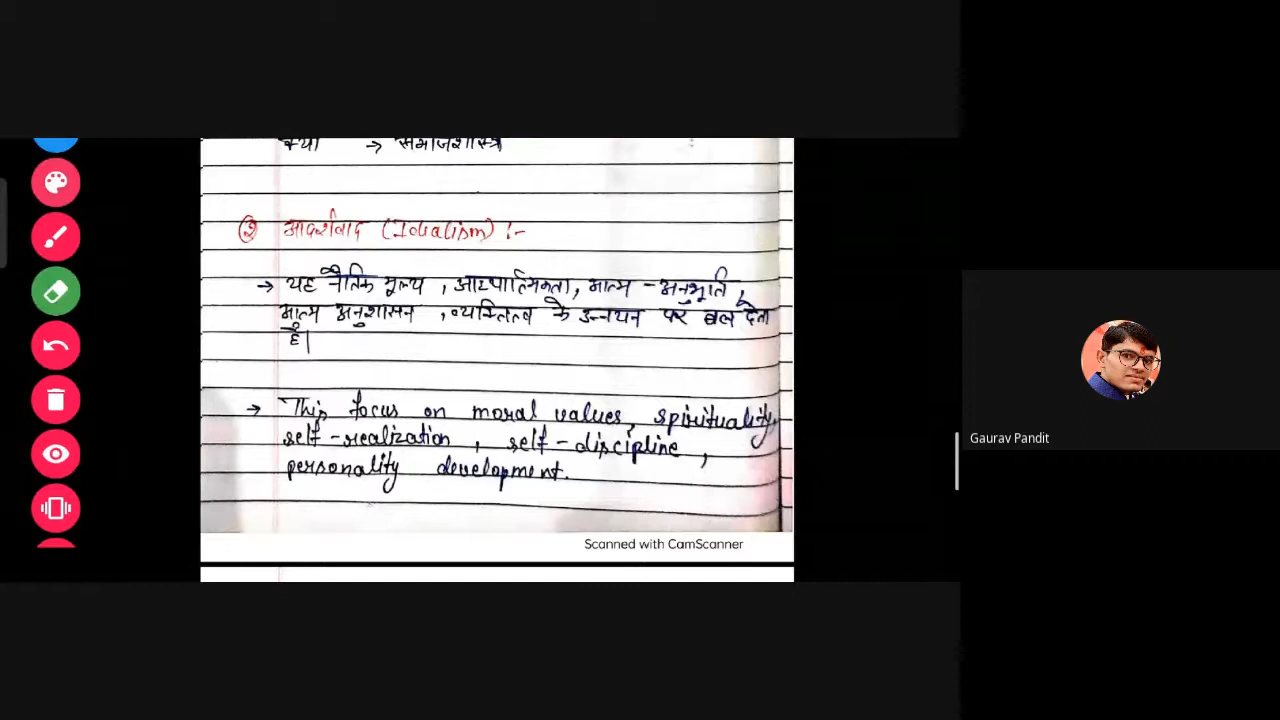 क्यों → समाजशास्त्र
② आदर्शवाद (Idealism) :-
→ यह नैतिक मूल्य, आध्यात्मिकता, आत्म-अनुभूति,
आत्म अनुशासन, व्यक्तित्व के उन्नयन पर बल देता
है।
→ This focus on moral values, spirituality,
self-realization, self-discipline,
personality development.
Scanned with CamScanner
Gaurav Pandit